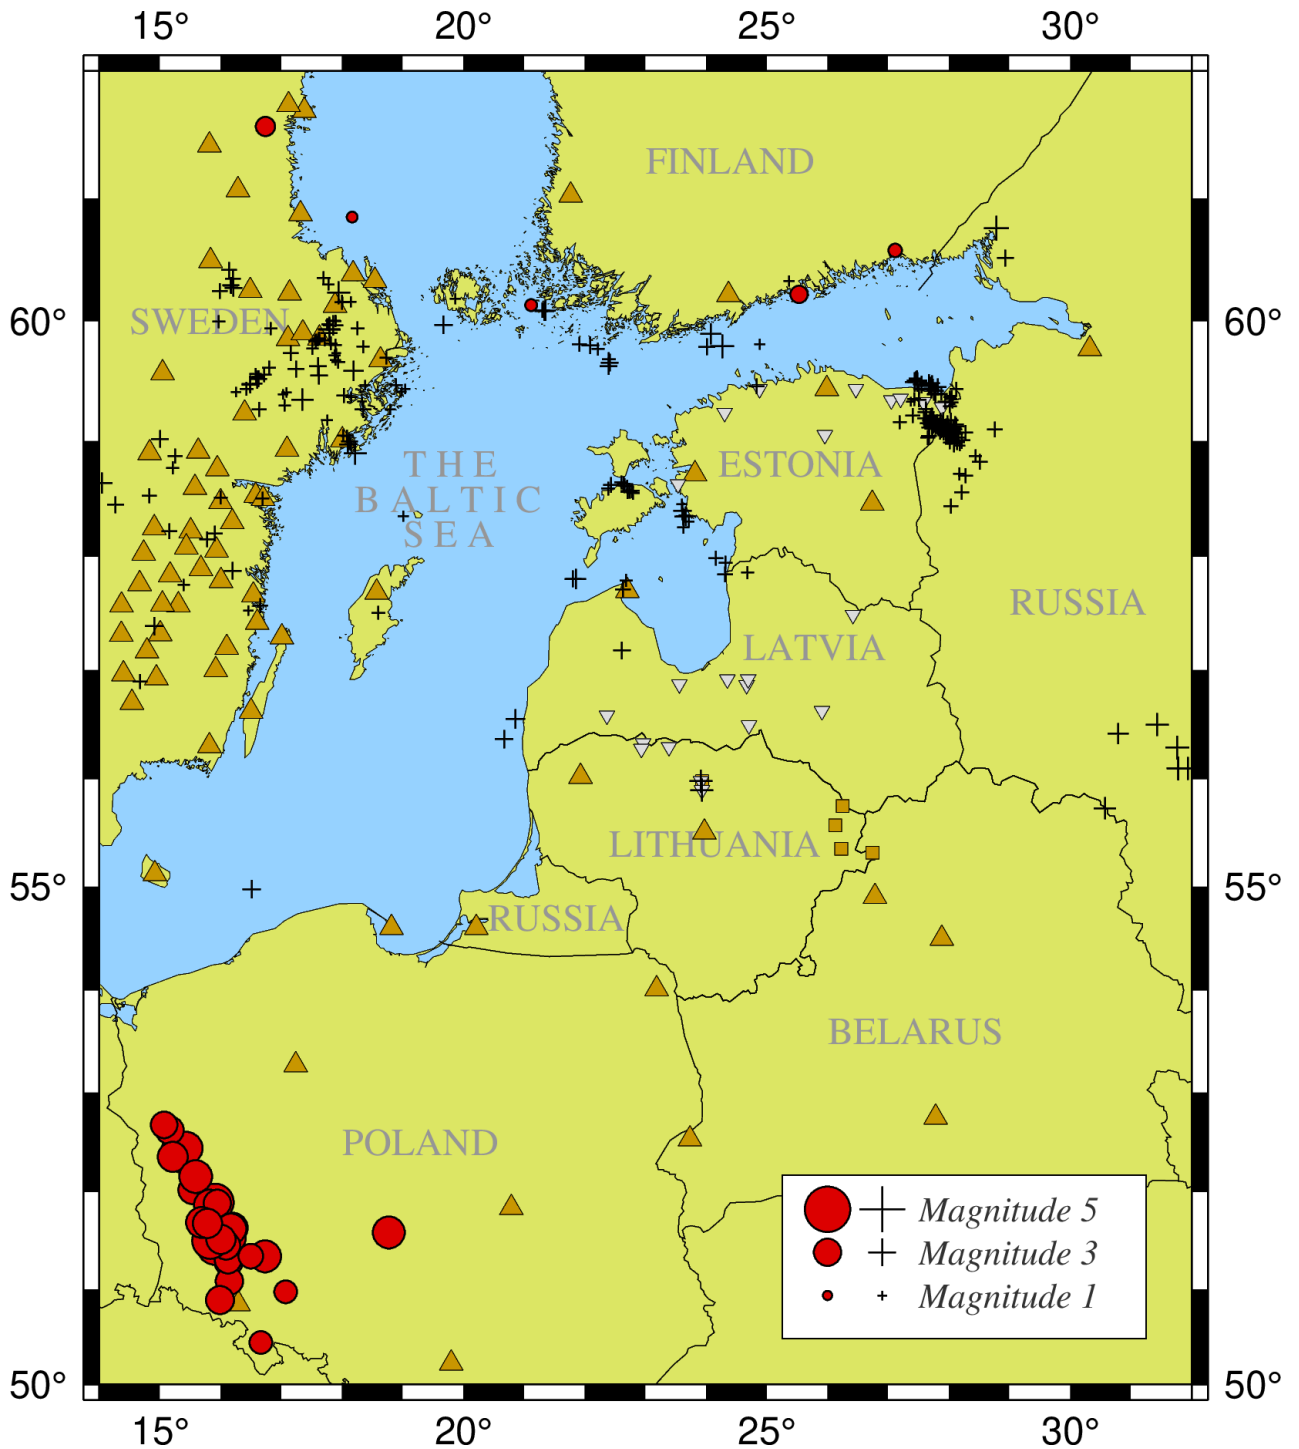 15° 20° 25° 30°
FINLAND
60° SWEDEN 60°
THE
BALTIC
SEA
ESTONIA
RUSSIA
LATVIA
LITHUANIA
55° 55°
RUSSIA
BELARUS
POLAND
Magnitude 5
Magnitude 3
Magnitude 1
50° 50°
15° 20° 25° 30°